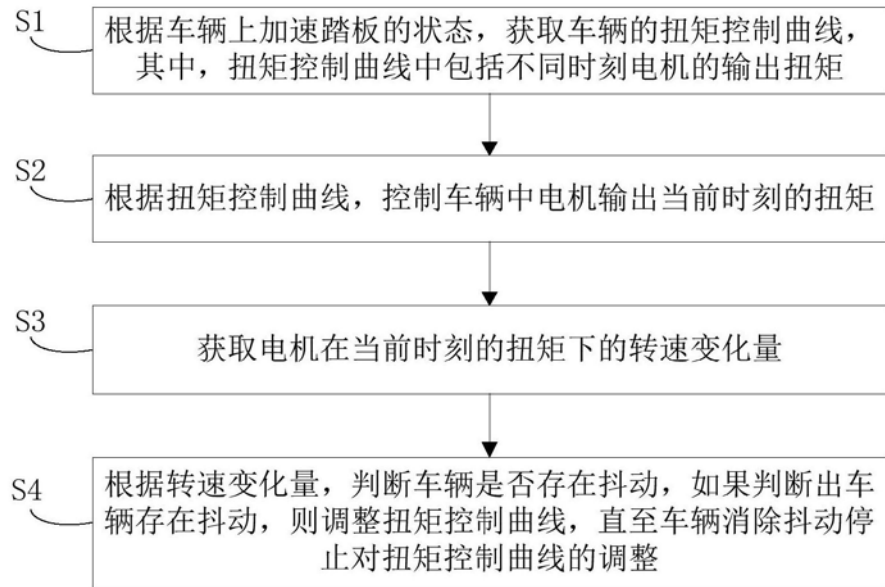 S1
根据车辆上加速踏板的状态，获取车辆的扭矩控制曲线，
其中，扭矩控制曲线中包括不同时刻电机的输出扭矩
S2
根据扭矩控制曲线，控制车辆中电机输出当前时刻的扭矩
S3
获取电机在当前时刻的扭矩下的转速变化量
S4
根据转速变化量，判断车辆是否存在抖动，如果判断出车
辆存在抖动，则调整扭矩控制曲线，直至车辆消除抖动停
止对扭矩控制曲线的调整